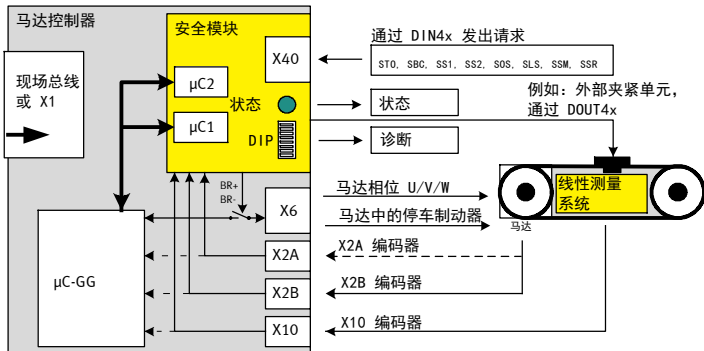 马达控制器
安全模块
现场总线
或 X1
X40
通过 DIN4x 发出请求
STO, SBC, SS1, SS2, SOS, SLS, SSM, SSR
μC2
状态
μC1
DIP
状态
诊断
例如：外部夹紧单元，
通过 DOUT4x
线性测量
系统
BR+
BR-
X6
马达相位 U/V/W
马达中的停车制动器
马达
μC-GG
X2A
X2A 编码器
X2B
X2B 编码器
X10
X10 编码器